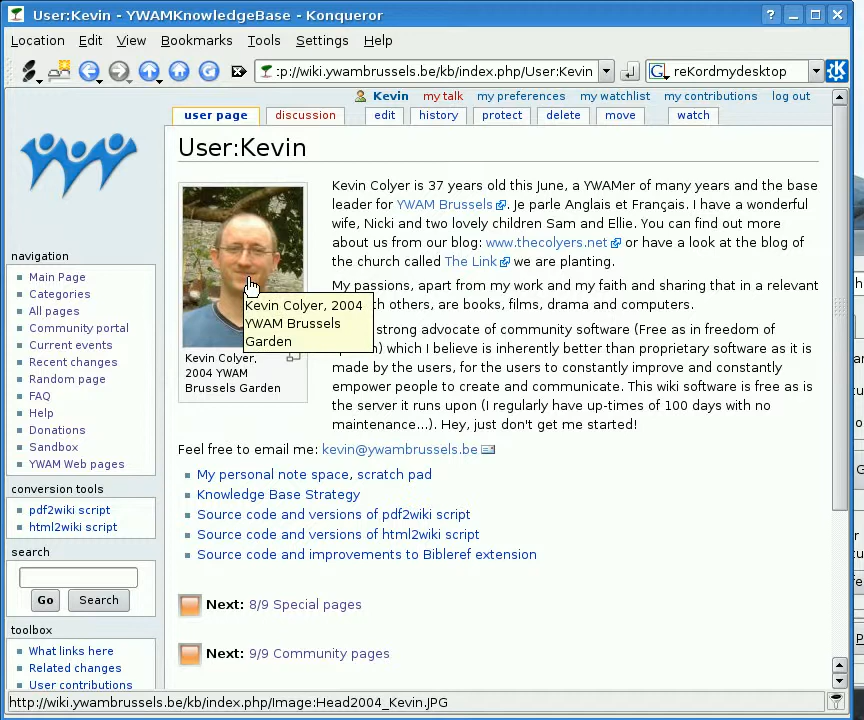 User:Kevin - YWAMKnowledgeBase - Konqueror
Location Edit View Bookmarks Tools Settings Help
:p://wiki.ywambrussels.be/kb/index.php/User:Kevin
reKordmydesktop
Kevin my talk my preferences my watchlist my contributions log out
user page discussion edit history protect delete move watch
User:Kevin
Kevin Colyer is 37 years old this June, a YWAMer of many years and the base
leader for YWAM Brussels. Je parle Anglais et Français. I have a wonderful
wife, Nicki and two lovely children Sam and Ellie. You can find out more
about us from our blog: www.thecolyers.net or have a look at the blog of
the church called The Link we are planting.
My passions, apart from my work and my faith and sharing that in a relevant
th others, are books, films, drama and computers.
strong advocate of community software (Free as in freedom of
) which I believe is inherently better than proprietary software as it is
made by the users, for the users to constantly improve and constantly
empower people to create and communicate. This wiki software is free as is
the server it runs upon (I regularly have up-times of 100 days with no
maintenance...). Hey, just don't get me started!
Kevin Colyer, 2004
YWAM Brussels
Garden
Kevin Colyer,
2004 YWAM
Brussels Garden
Feel free to email me: kevin@ywambrussels.be
My personal note space, scratch pad
Knowledge Base Strategy
Source code and versions of pdf2wiki script
Source code and versions of html2wiki script
Source code and improvements to Bibleref extension
Next: 8/9 Special pages
Next: 9/9 Community pages
navigation
Main Page
Categories
All pages
Community portal
Current events
Recent changes
Random page
FAQ
Help
Donations
Sandbox
YWAM Web pages
conversion tools
pdf2wiki script
html2wiki script
search
Go Search
toolbox
What links here
Related changes
User contributions
http://wiki.ywambrussels.be/kb/index.php/Image:Head2004_Kevin.JPG